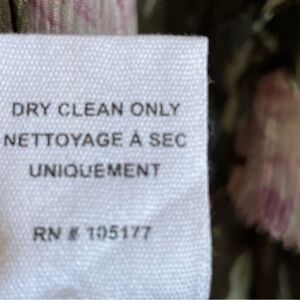 DRY CLEAN ONLY
NETTOYAGE À SEC
UNIQUEMENT
RN # 105177